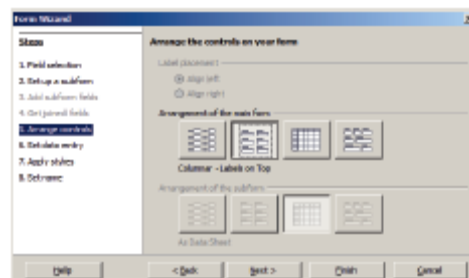 Form Wizard
Steps
Arrange the controls on your form
1. Field selection
2. Set up a subform
3. Add subform fields
4. Get joined fields
5. Arrange controls
6. Set data entry
7. Apply styles
8. Set name
Label placement
Align left
Align right
Arrangement of the main form
Columnar - Labels on Top
Arrangement of the subform
As Data Sheet
Help
< Back
Next >
Finish
Cancel